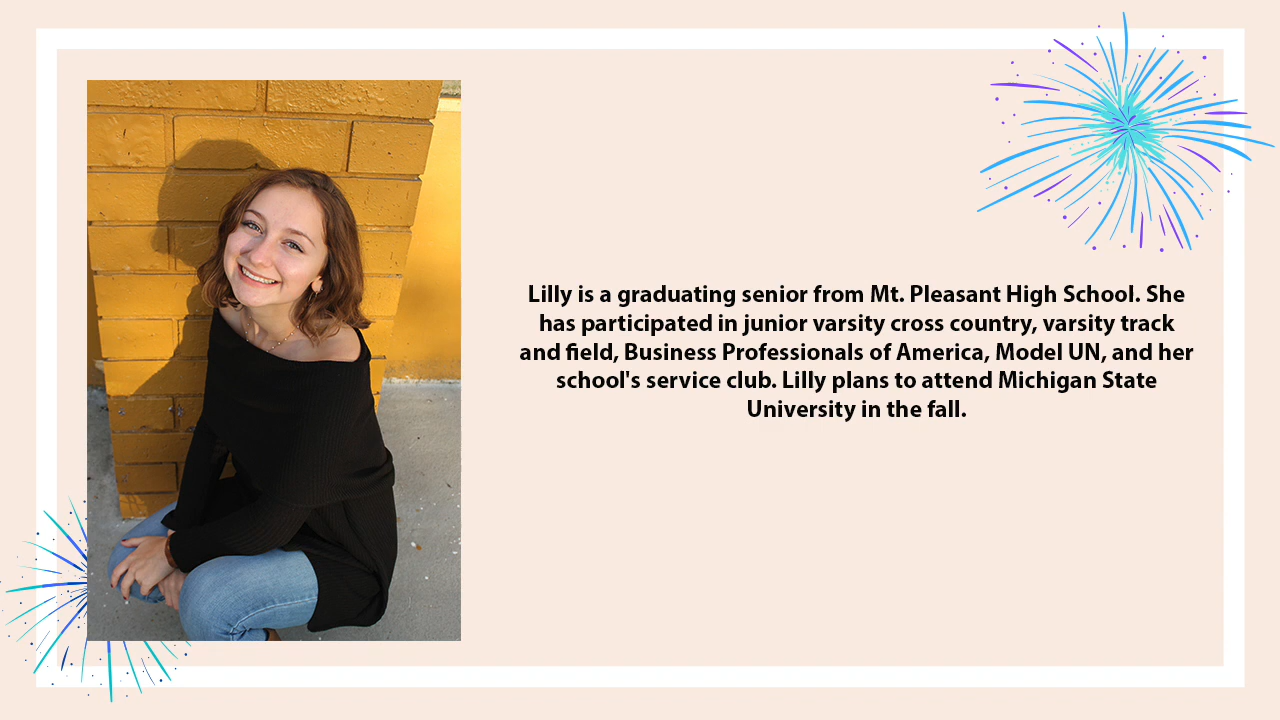 Lilly is a graduating senior from Mt. Pleasant High School. She
has participated in junior varsity cross country, varsity track
and field, Business Professionals of America, Model UN, and her
school's service club. Lilly plans to attend Michigan State
University in the fall.